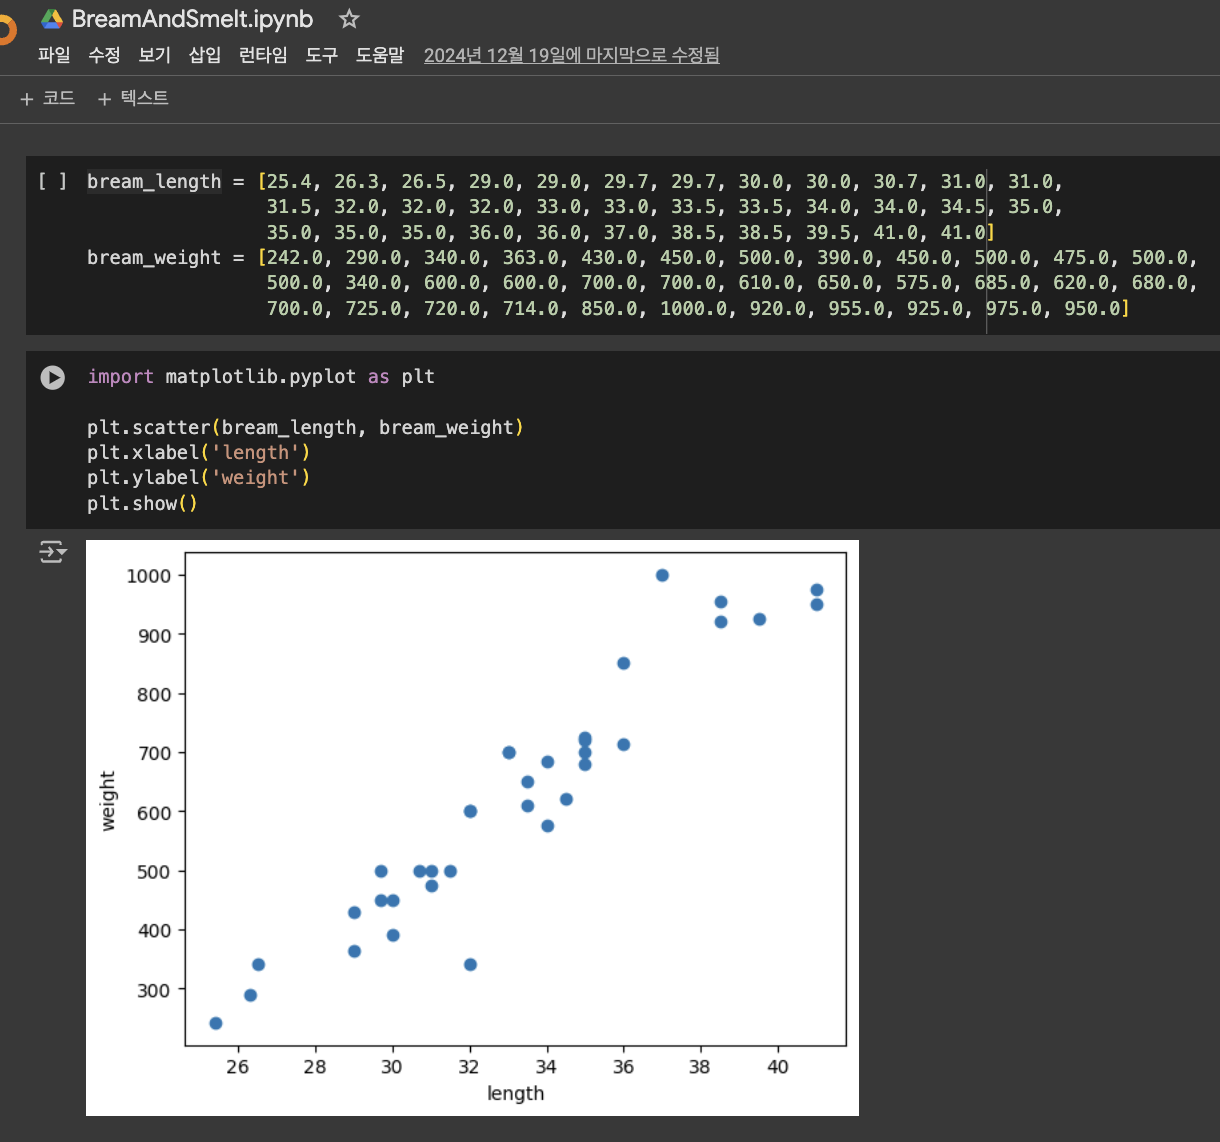 BreamAndSmelt.ipynb
파일 수정 보기 삽입 런타임 도구 도움말 2024년 12월 19일에 마지막으로 수정됨
+ 코드 + 텍스트
[ ] bream_length = [25.4, 26.3, 26.5, 29.0, 29.0, 29.7, 29.7, 30.0, 30.0, 30.7, 31.0, 31.0,
31.5, 32.0, 32.0, 32.0, 33.0, 33.0, 33.5, 33.5, 34.0, 34.0, 34.5, 35.0,
35.0, 35.0, 35.0, 36.0, 36.0, 37.0, 38.5, 38.5, 39.5, 41.0, 41.0]
bream_weight = [242.0, 290.0, 340.0, 363.0, 430.0, 450.0, 500.0, 390.0, 450.0, 500.0, 475.0, 500.0,
500.0, 340.0, 600.0, 600.0, 700.0, 700.0, 610.0, 650.0, 575.0, 685.0, 620.0, 680.0,
700.0, 725.0, 720.0, 714.0, 850.0, 1000.0, 920.0, 955.0, 925.0, 975.0, 950.0]
import matplotlib.pyplot as plt
plt.scatter(bream_length, bream_weight)
plt.xlabel('length')
plt.ylabel('weight')
plt.show()
1000
900
800
700
600
500
400
300
weight
26 28 30 32 34 36 38 40
length